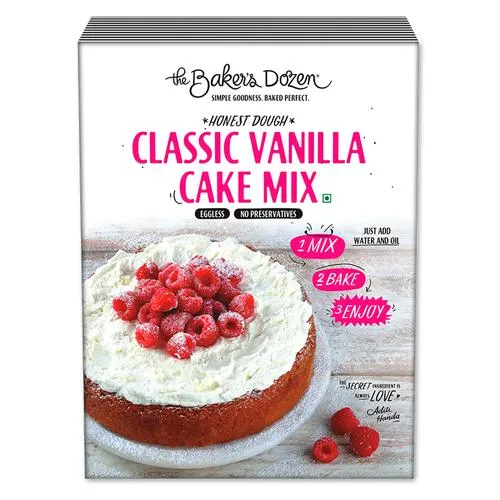 the Baker's Dozen®
SIMPLE GOODNESS. BAKED PERFECT.
*HONEST DOUGH*
CLASSIC VANILLA
CAKE MIX
EGGLESS NO PRESERVATIVES
JUST ADD
WATER AND OIL
1 MIX
2 BAKE
3 ENJOY
THE SECRET INGREDIENT IS
ALWAYS LOVE ♥
Aditi
Handa